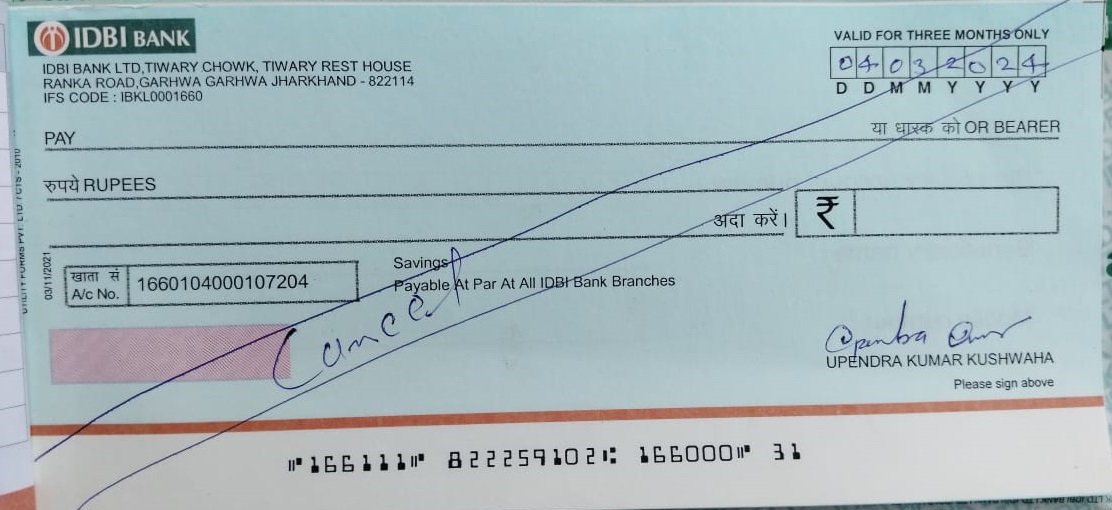 IDBI BANK
IDBI BANK LTD,TIWARY CHOWK, TIWARY REST HOUSE
RANKA ROAD,GARHWA GARHWA JHARKHAND - 822114
IFS CODE : IBKL0001660
VALID FOR THREE MONTHS ONLY
04032024
D D M M Y Y Y Y
PAY
या धारक को OR BEARER
रुपये RUPEES
अदा करें।
₹
03/11/2021
खाता सं
A/c No.
1660104000107204
Savings
Payable At Par At All IDBI Bank Branches
Cancel
UPENDRA KUMAR KUSHWAHA
Please sign above
⑈166111⑈ 822259102⑆ 166000⑈ 31